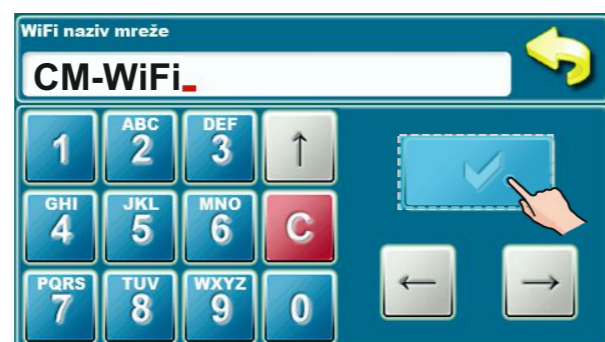 WiFi naziv mreže
CM-WiFi_
1 ABC 2 DEF 3 ↑
GHI 4 JKL 5 MNO 6 C
PQRS 7 TUV 8 WXYZ 9 0
← →